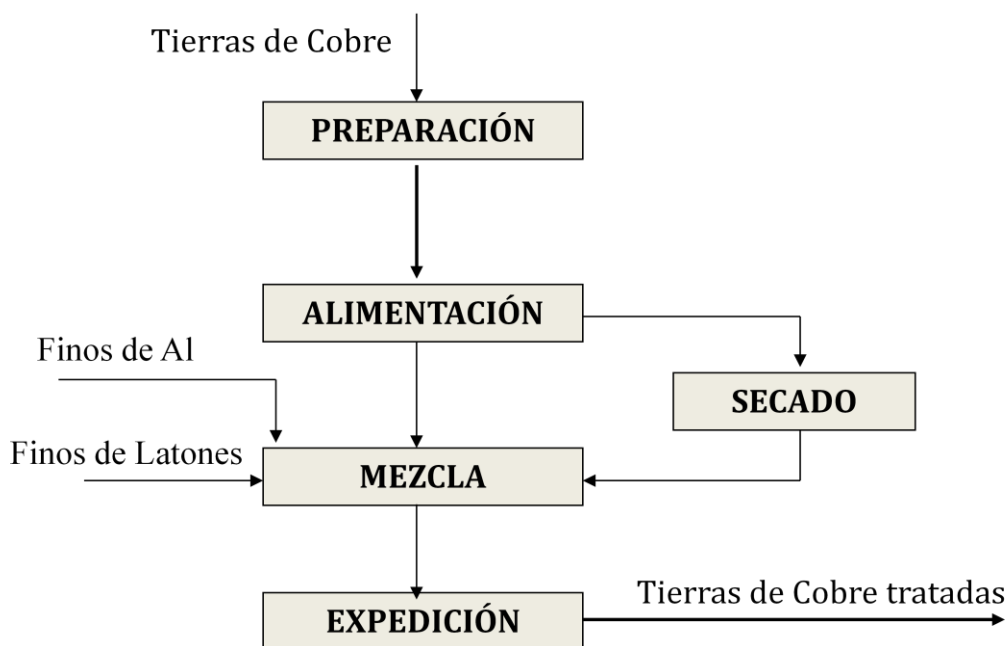 Tierras de Cobre
PREPARACIÓN
ALIMENTACIÓN
Finos de Al
SECADO
Finos de Latones
MEZCLA
Tierras de Cobre tratadas
EXPEDICIÓN